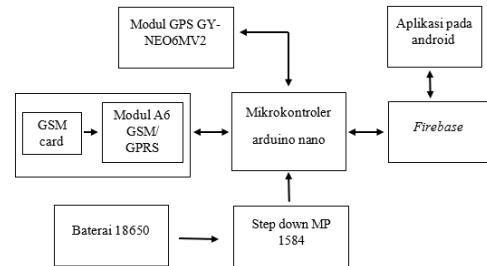 Modul GPS GY-
NEO6MV2
Aplikasi pada
android
GSM
card
Modul A6
GSM/
GPRS
Mikrokontroler
arduino nano
Firebase
Baterai 18650
Step down MP
1584